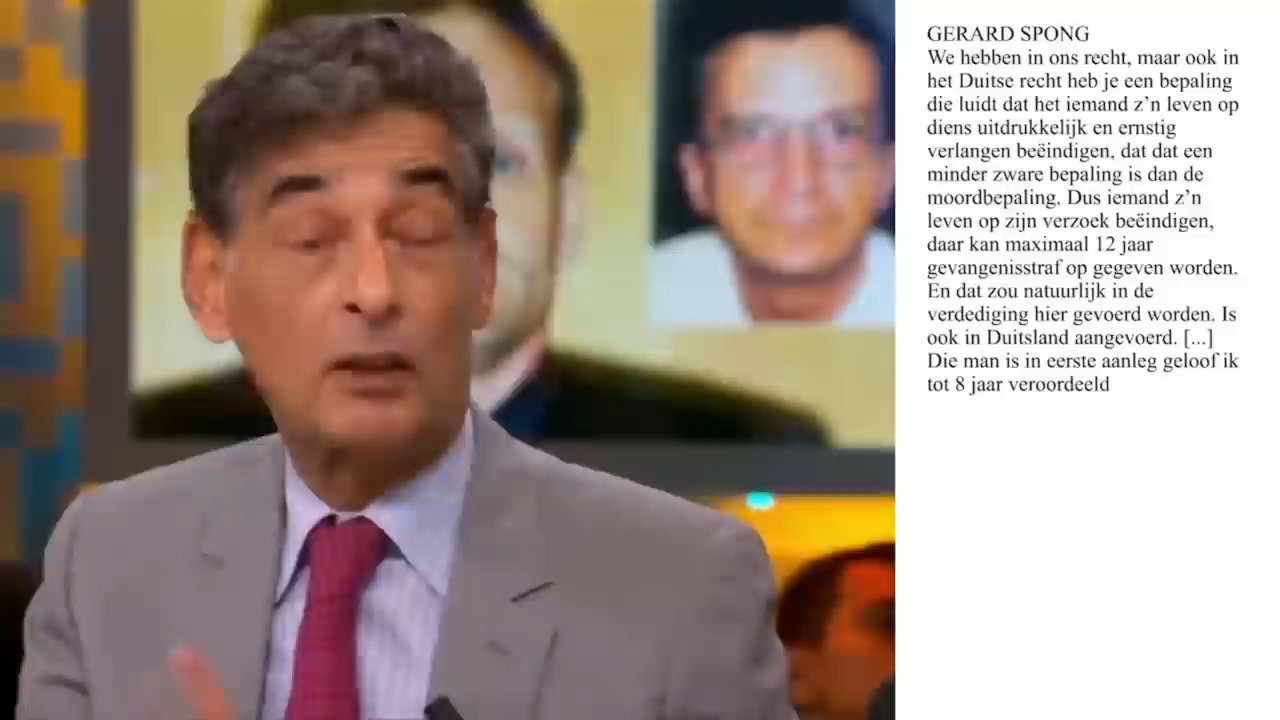 GERARD SPONG
We hebben in ons recht, maar ook in
het Duitse recht heb je een bepaling
die luidt dat het iemand z’n leven op
diens uitdrukkelijk en ernstig
verlangen beëindigen, dat dat een
minder zware bepaling is dan de
moordbepaling. Dus iemand z’n
leven op zijn verzoek beëindigen,
daar kan maximaal 12 jaar
gevangenisstraf op gegeven worden.
En dat zou natuurlijk in de
verdediging hier gevoerd worden. Is
ook in Duitsland aangevoerd. [...]
Die man is in eerste aanleg geloof ik
tot 8 jaar veroordeeld